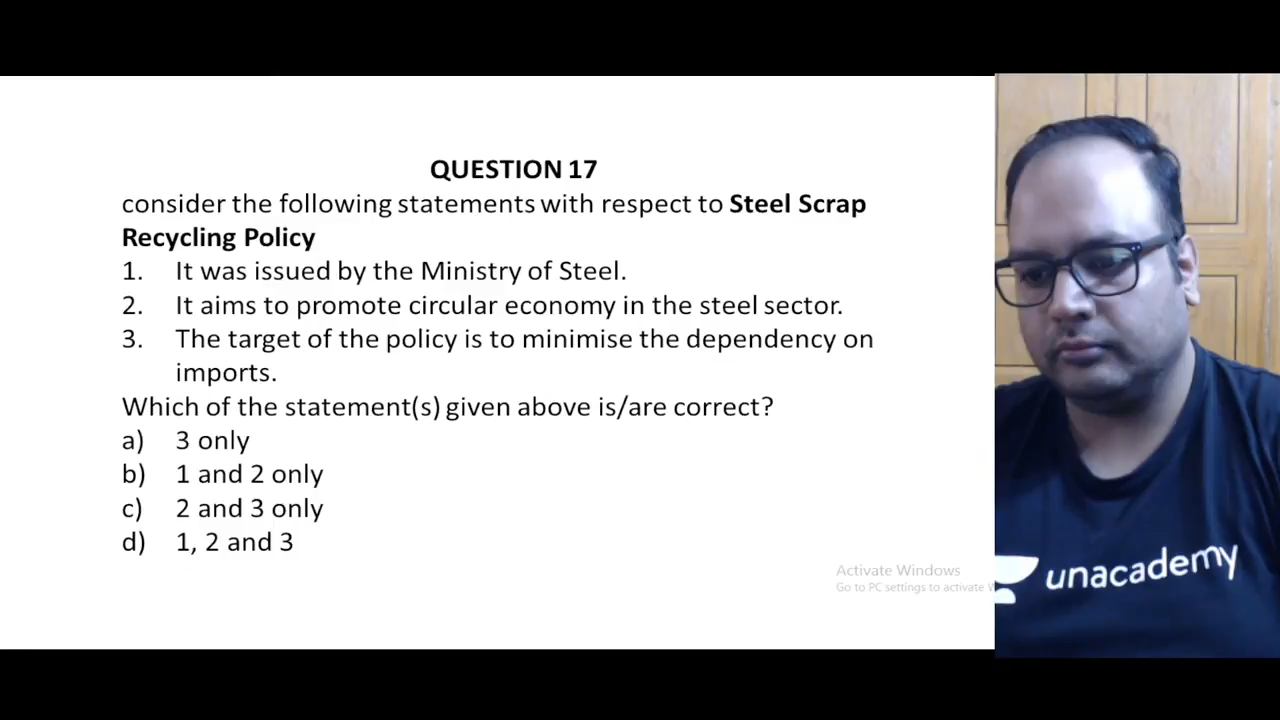 QUESTION 17
consider the following statements with respect to Steel Scrap
Recycling Policy
1. It was issued by the Ministry of Steel.
2. It aims to promote circular economy in the steel sector.
3. The target of the policy is to minimise the dependency on
imports.
Which of the statement(s) given above is/are correct?
a) 3 only
b) 1 and 2 only
c) 2 and 3 only
d) 1, 2 and 3
Activate Windows
Go to PC settings to activate
unacademy